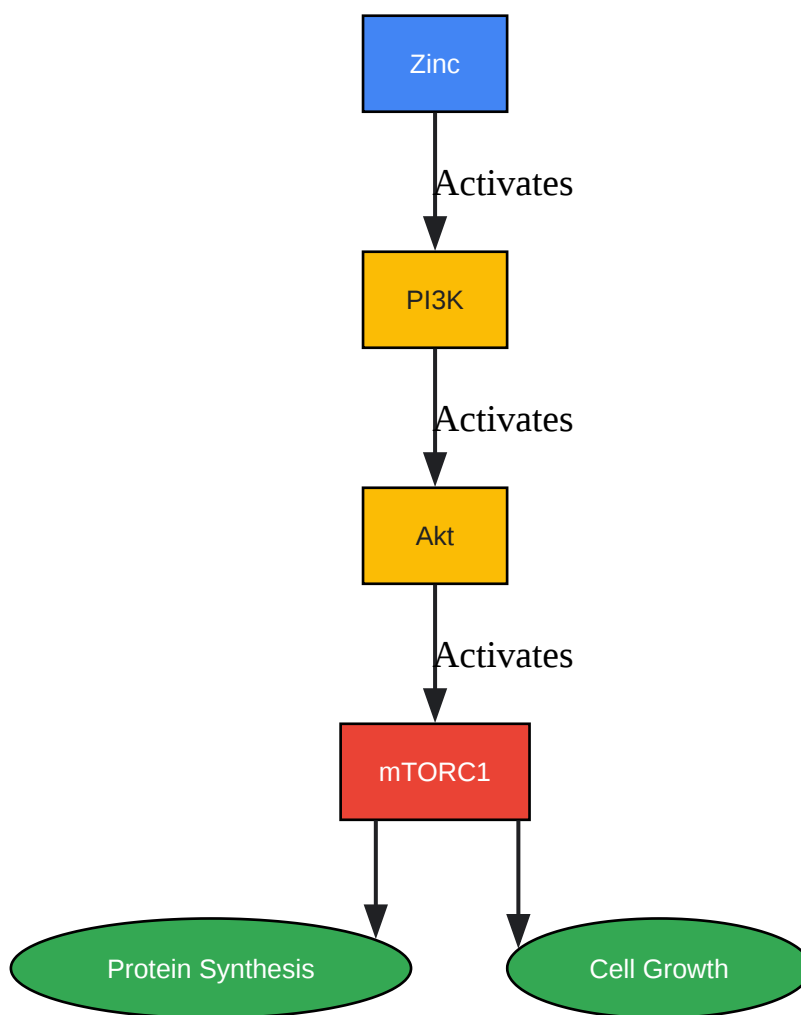 Zinc
Activates
PI3K
Activates
Akt
Activates
mTORC1
Protein Synthesis
Cell Growth